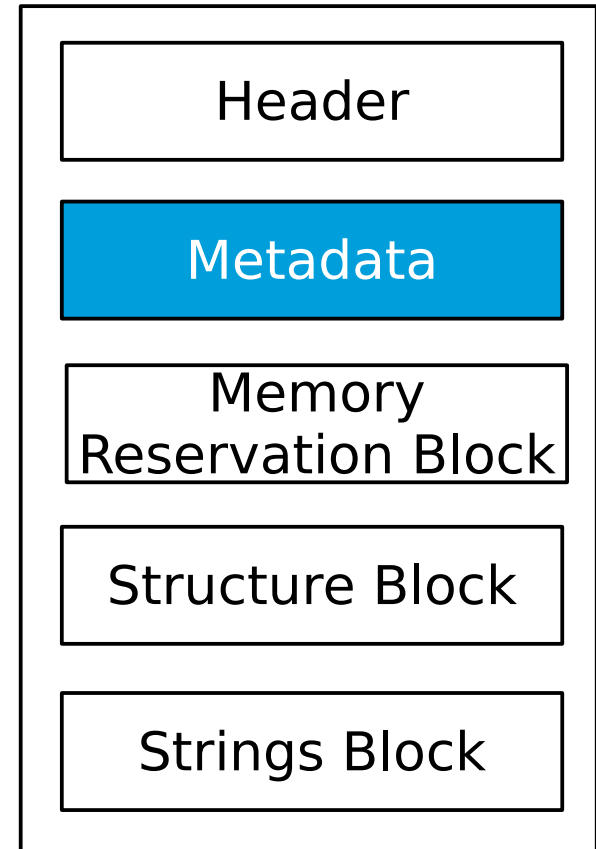 Header
Metadata
Memory
Reservation Block
Structure Block
Strings Block